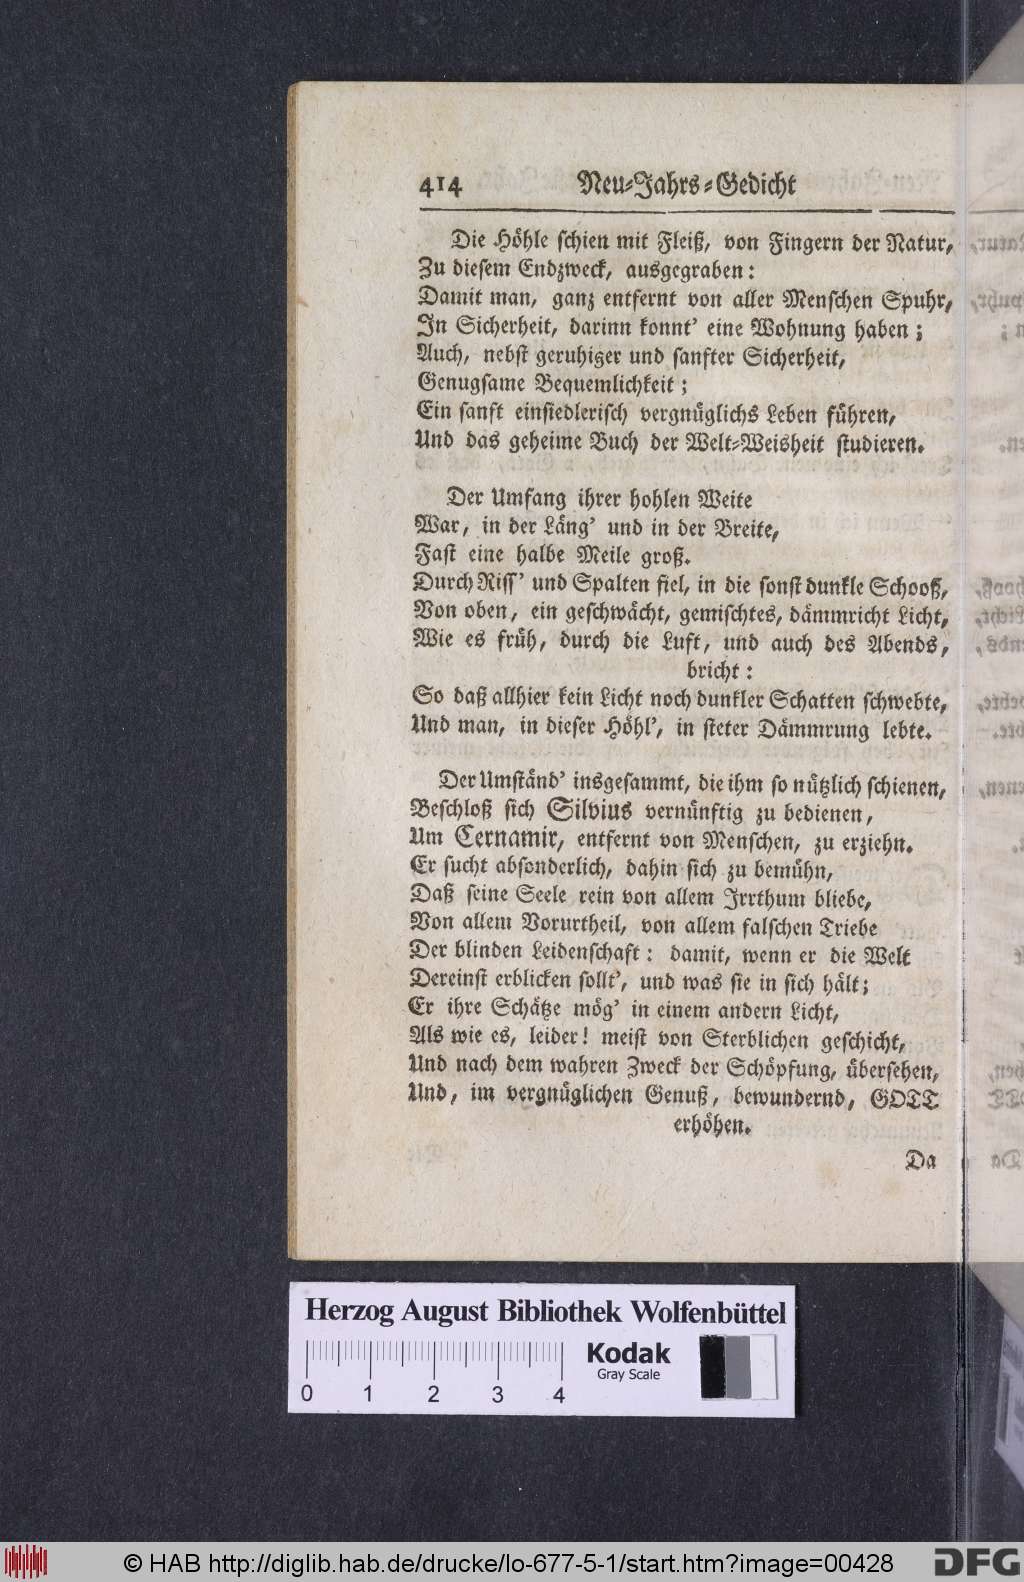 414 Neu-Jahrs-Gedicht
Die Höhle schien mit Fleiß, von Fingern der Natur,
Zu diesem Endzweck, ausgegraben:
Damit man, ganz entfernt von aller Menschen Spuhr,
In Sicherheit, darinn konnt' eine Wohnung haben;
Auch, nebst geruhiger und sanfter Sicherheit,
Genugsame Bequemlichkeit;
Ein sanft einsiedlerisch vergnüglichs Leben führen,
Und das geheime Buch der Welt-Weisheit studieren.
Der Umfang ihrer hohlen Weite
War, in der Läng' und in der Breite,
Fast eine halbe Meile groß.
Durch Riss' und Spalten fiel, in die sonst dunkle Schooß,
Von oben, ein geschwächt, gemischtes, dämmricht Licht,
Wie es früh, durch die Luft, und auch des Abends,
bricht:
So daß allhier kein Licht noch dunkler Schatten schwebte,
Und man, in dieser Höhl', in steter Dämmrung lebte.
Der Umständ' insgesammt, die ihm so nützlich schienen,
Beschloß sich Silvius vernünftig zu bedienen,
Um Cernamir, entfernt von Menschen, zu erziehn.
Er sucht absonderlich, dahin sich zu bemühn,
Daß seine Seele rein von allem Irrthum bliebe,
Von allem Vorurtheil, von allem falschen Triebe
Der blinden Leidenschaft: damit, wenn er die Welt
Dereinst erblicken sollt', und was sie in sich hält;
Er ihre Schätze mög' in einem andern Licht,
Als wie es, leider! meist von Sterblichen geschicht,
Und nach dem wahren Zweck der Schöpfung, übersehen,
Und, im vergnüglichen Genuß, bewundernd, GOTT
erhöhen.
Da
Herzog August Bibliothek Wolfenbüttel
Kodak
Gray Scale
0 1 2 3 4
© HAB http://diglib.hab.de/drucke/lo-677-5-1/start.htm?image=00428
DFG